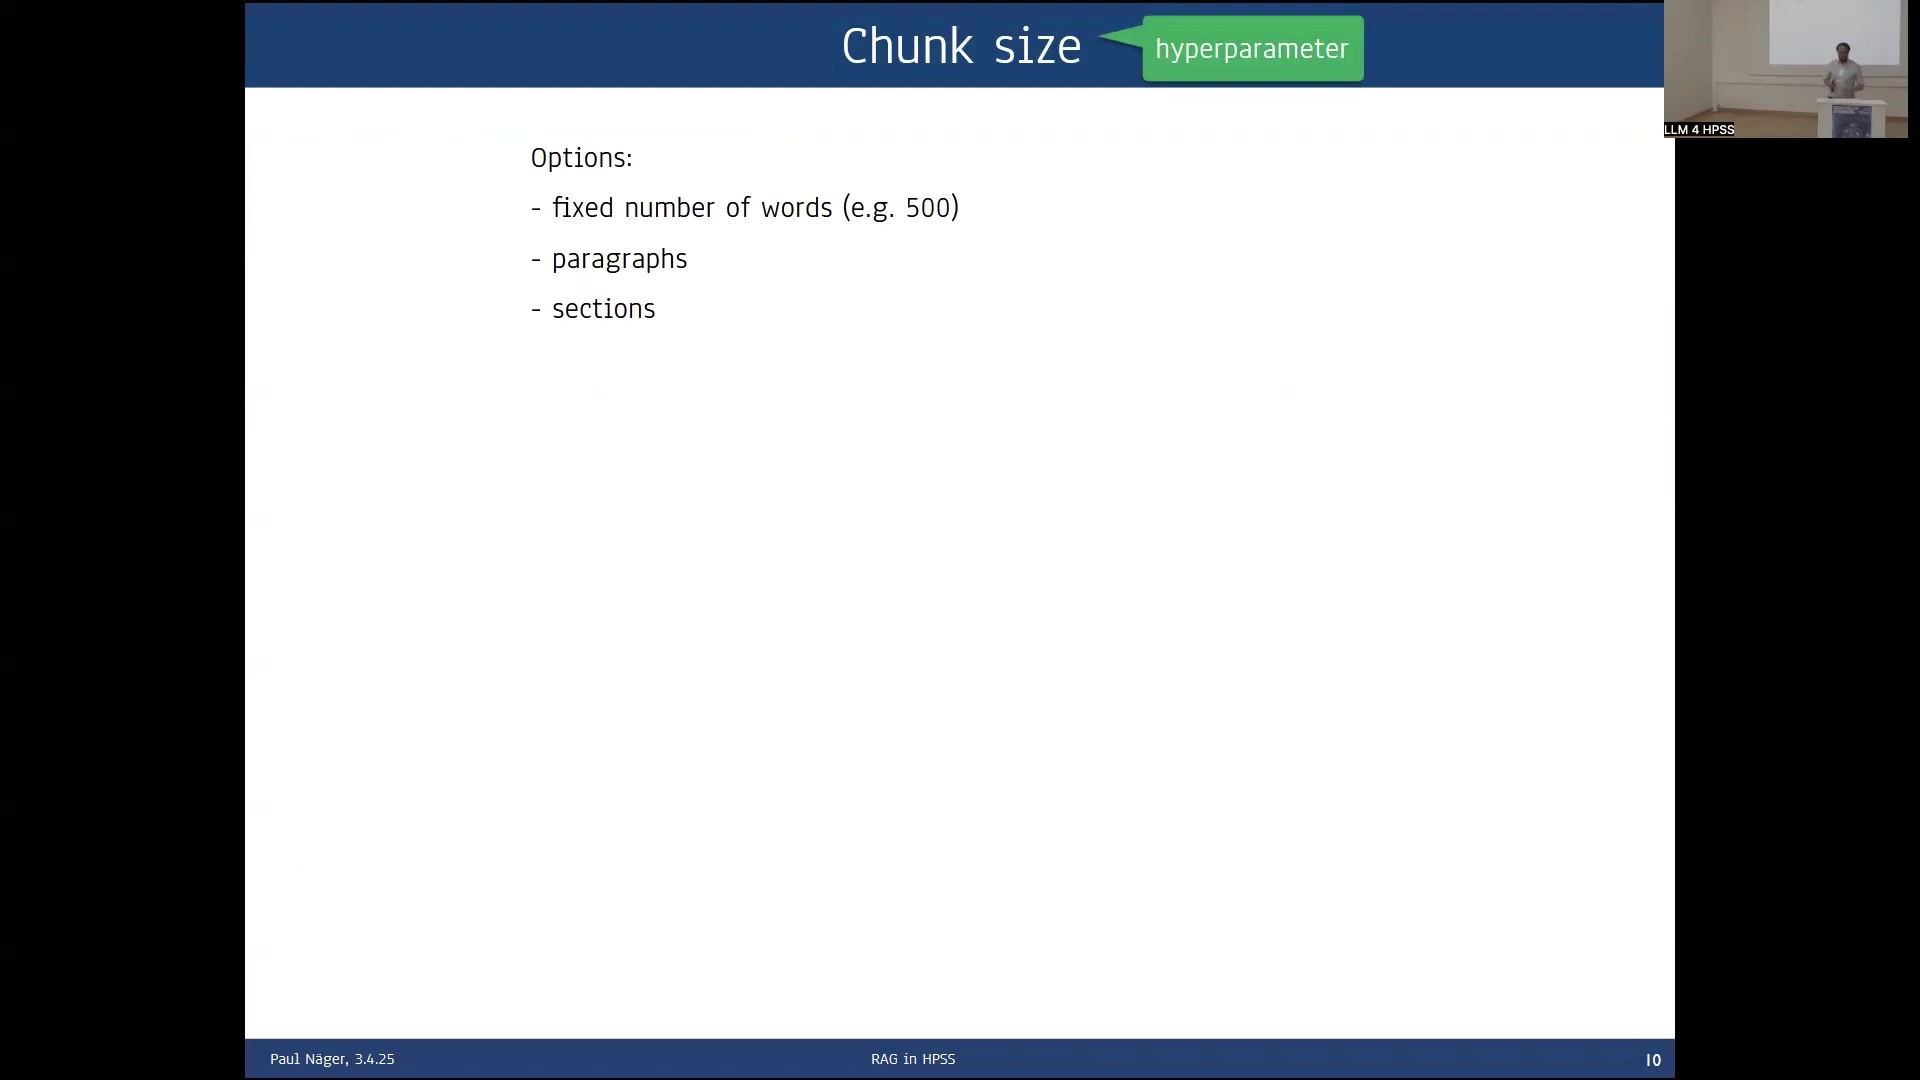 Chunk size
hyperparameter
LLM 4 HPSS
Options:
- fixed number of words (e.g. 500)
- paragraphs
- sections
Paul Näger, 3.4.25
RAG in HPSS
10